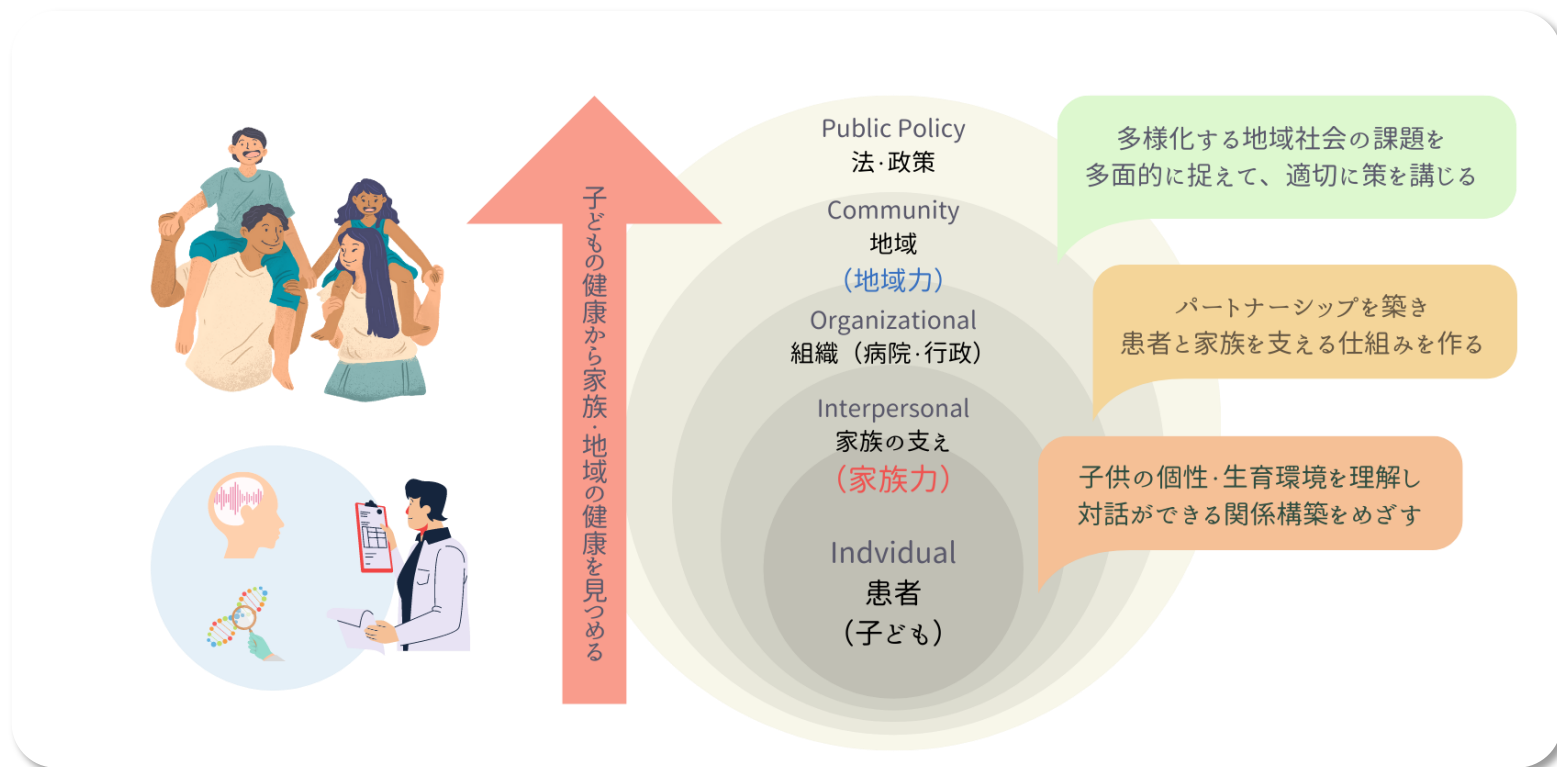 子どもの健康から家族・地域の健康を見つめる
Public Policy
法・政策
Community
地域
（地域力）
Organizational
組織（病院・行政）
Interpersonal
家族の支え
（家族力）
Indvidual
患者
（子ども）
多様化する地域社会の課題を
多面的に捉えて、適切に策を講じる
パートナーシップを築き
患者と家族を支える仕組みを作る
子供の個性・生育環境を理解し
対話ができる関係構築をめざす